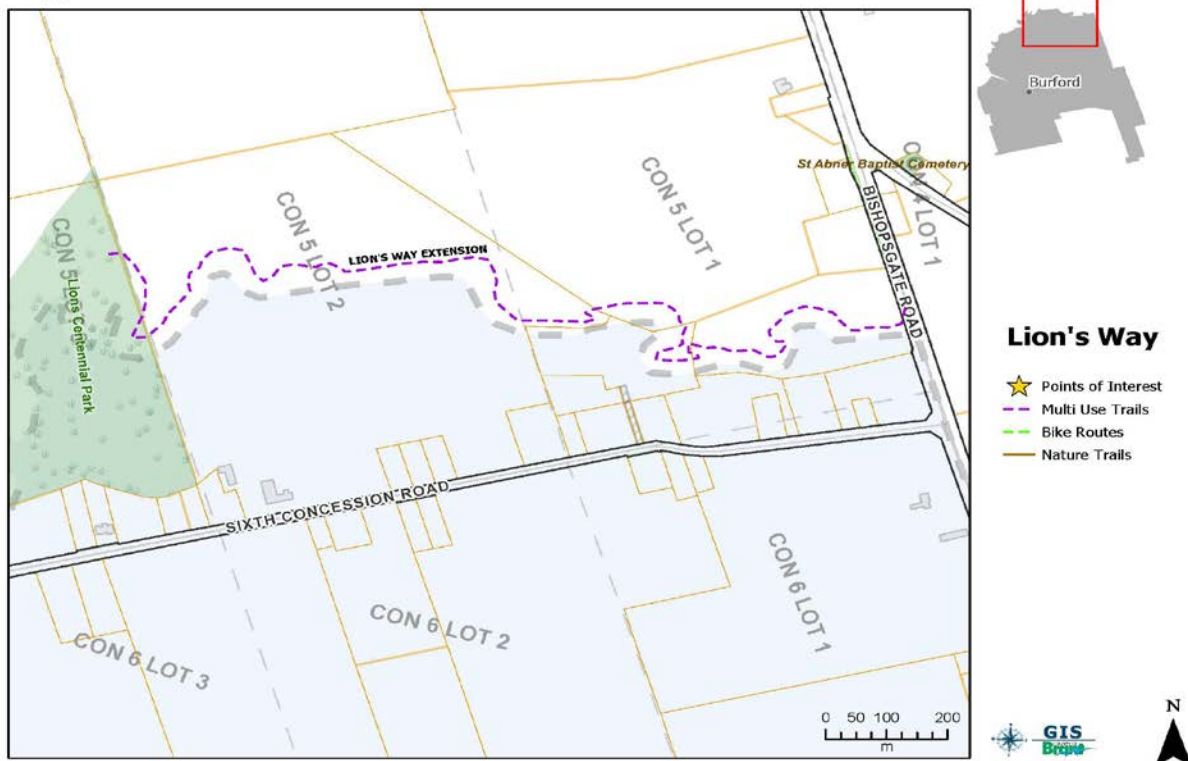 Burford
St Abner Baptist Cemetery
CON 4 LOT 1
CON 5 LOT 1
BISHOPSGATE ROAD
CON 5 LOT 2
LION'S WAY EXTENSION
CON 5
Lions Centennial Park
Lion's Way
Points of Interest
Multi Use Trails
Bike Routes
Nature Trails
SIXTH CONCESSION ROAD
CON 6 LOT 1
CON 6 LOT 2
CON 6 LOT 3
0 50 100 200
m
GIS
N